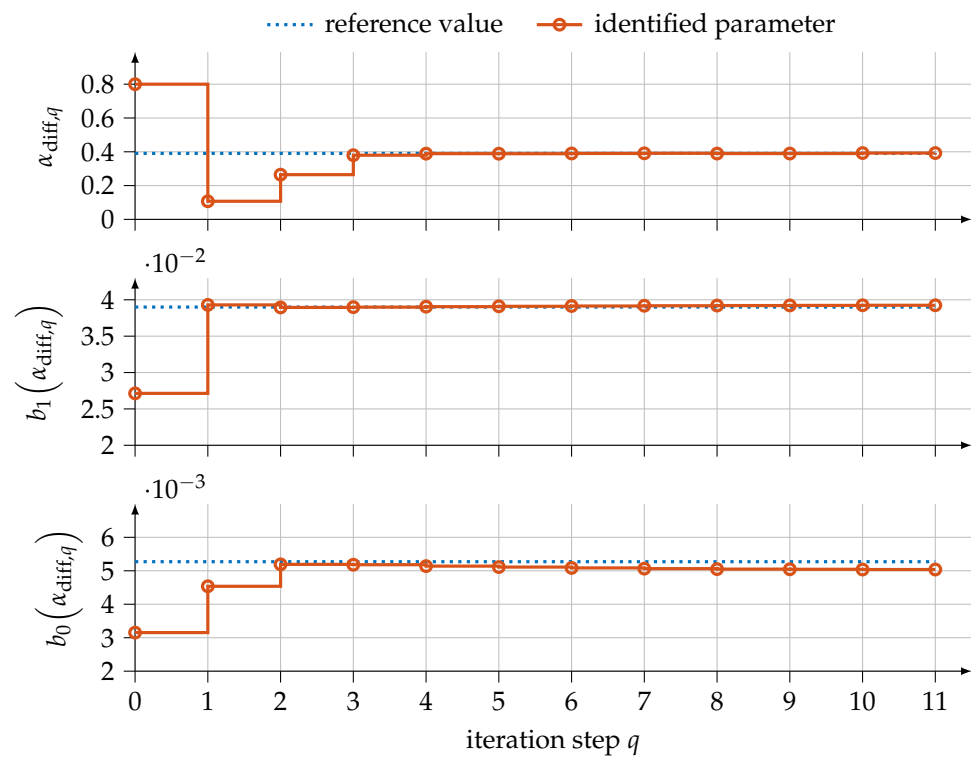 reference value identified parameter
0.8
0.6
0.4
0.2
0
α_diff,q
·10⁻²
4
3.5
3
2.5
2
b₁(α_diff,q)
·10⁻³
6
5
4
3
2
b₀(α_diff,q)
0 1 2 3 4 5 6 7 8 9 10 11
iteration step q